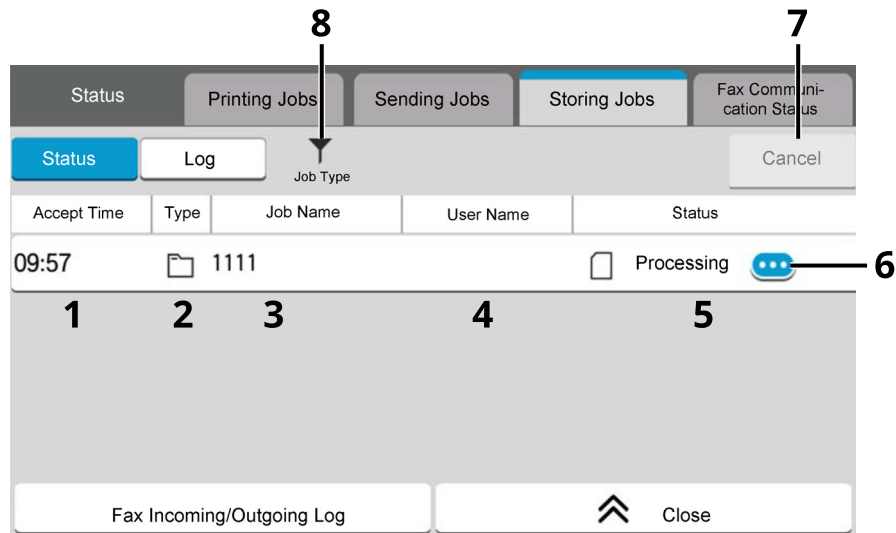 8 7
Status Printing Jobs Sending Jobs Storing Jobs Fax Communi-
cation Status
Status Log Job Type Cancel
Accept Time Type Job Name User Name Status
09:57 1111 Processing 6
1 2 3 4 5
Fax Incoming/Outgoing Log Close